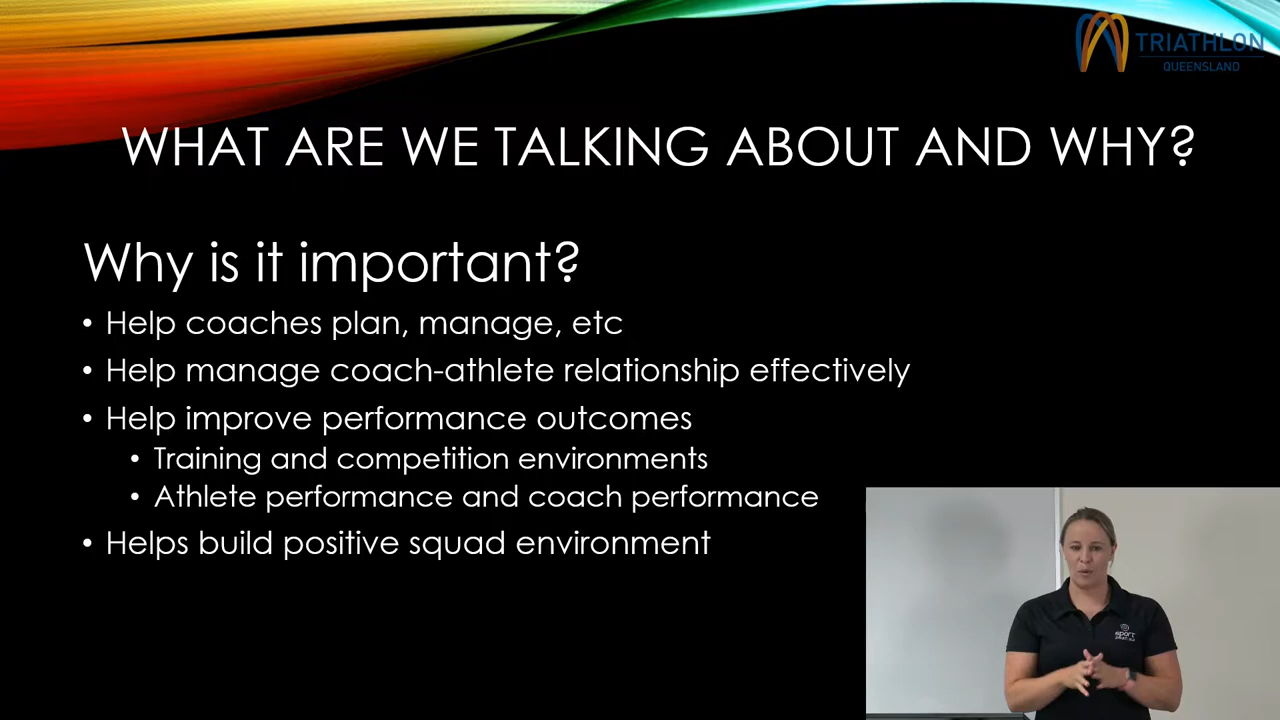 TRIATHLON
QUEENSLAND
WHAT ARE WE TALKING ABOUT AND WHY?
Why is it important?
• Help coaches plan, manage, etc
• Help manage coach-athlete relationship effectively
• Help improve performance outcomes
• Training and competition environments
• Athlete performance and coach performance
• Helps build positive squad environment
sport